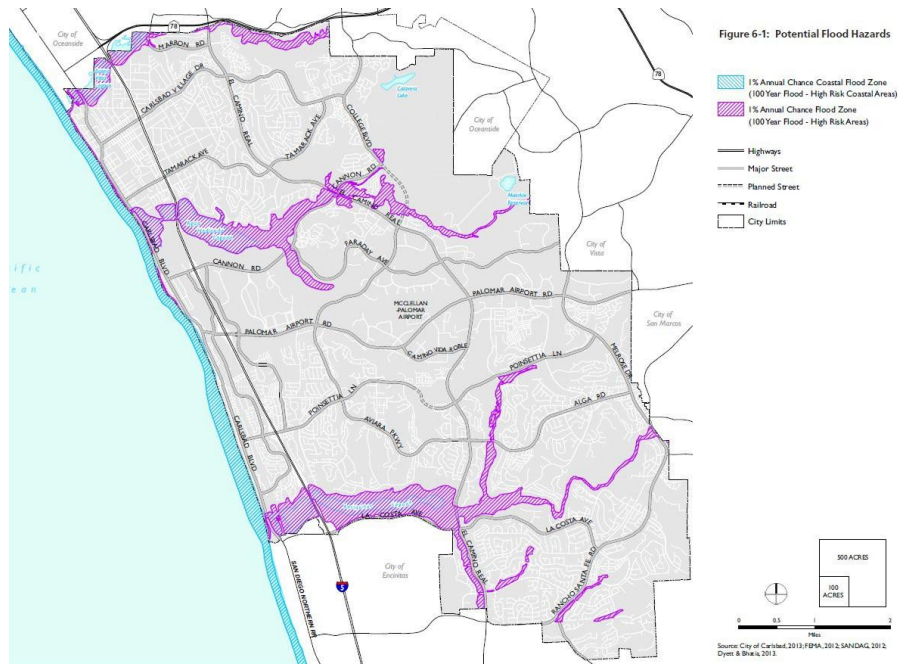 Figure 6-1: Potential Flood Hazards
1% Annual Chance Coastal Flood Zone
(100 Year Flood - High Risk Coastal Areas)
1% Annual Chance Flood Zone
(100 Year Flood - High Risk Areas)
Highways
Major Street
Planned Street
Railroad
City Limits
City of
Oceanside
78
MARRON RD
CARLSBAD VILLAGE DR
EL
CAMINO REAL
TAMARACK AVE
COLLEGE BLVD
Calavera
Lake
78
City of
Oceanside
TAMARACK AVE
CANNON RD
EL CAMINO REAL
City of
Vista
CARLSBAD BLVD
CANNON RD
FARADAY AVE
ific
ean
MCCLELLAN
-PALOMAR
AIRPORT
PALOMAR AIRPORT RD
City of
San Marcos
PALOMAR AIRPORT RD
CAMINO VIDA ROBLE
POINSETTIA LN
MELROSE DR
POINSETTIA LN
ALGA RD
AVIARA PKWY
CARLSBAD
BLVD
LA COSTA AVE
LA COSTA AVE
EL CAMINO REAL
RANCHO SANTA FE RD
City of
Encinitas
SAN DIEGO NORTHERN RR
5
500 ACRES
100
ACRES
0
1
2
Miles
Source: City of Carlsbad, 2013; FEMA, 2012; SANDAG, 2012;
Dyett & Bhatia, 2013.